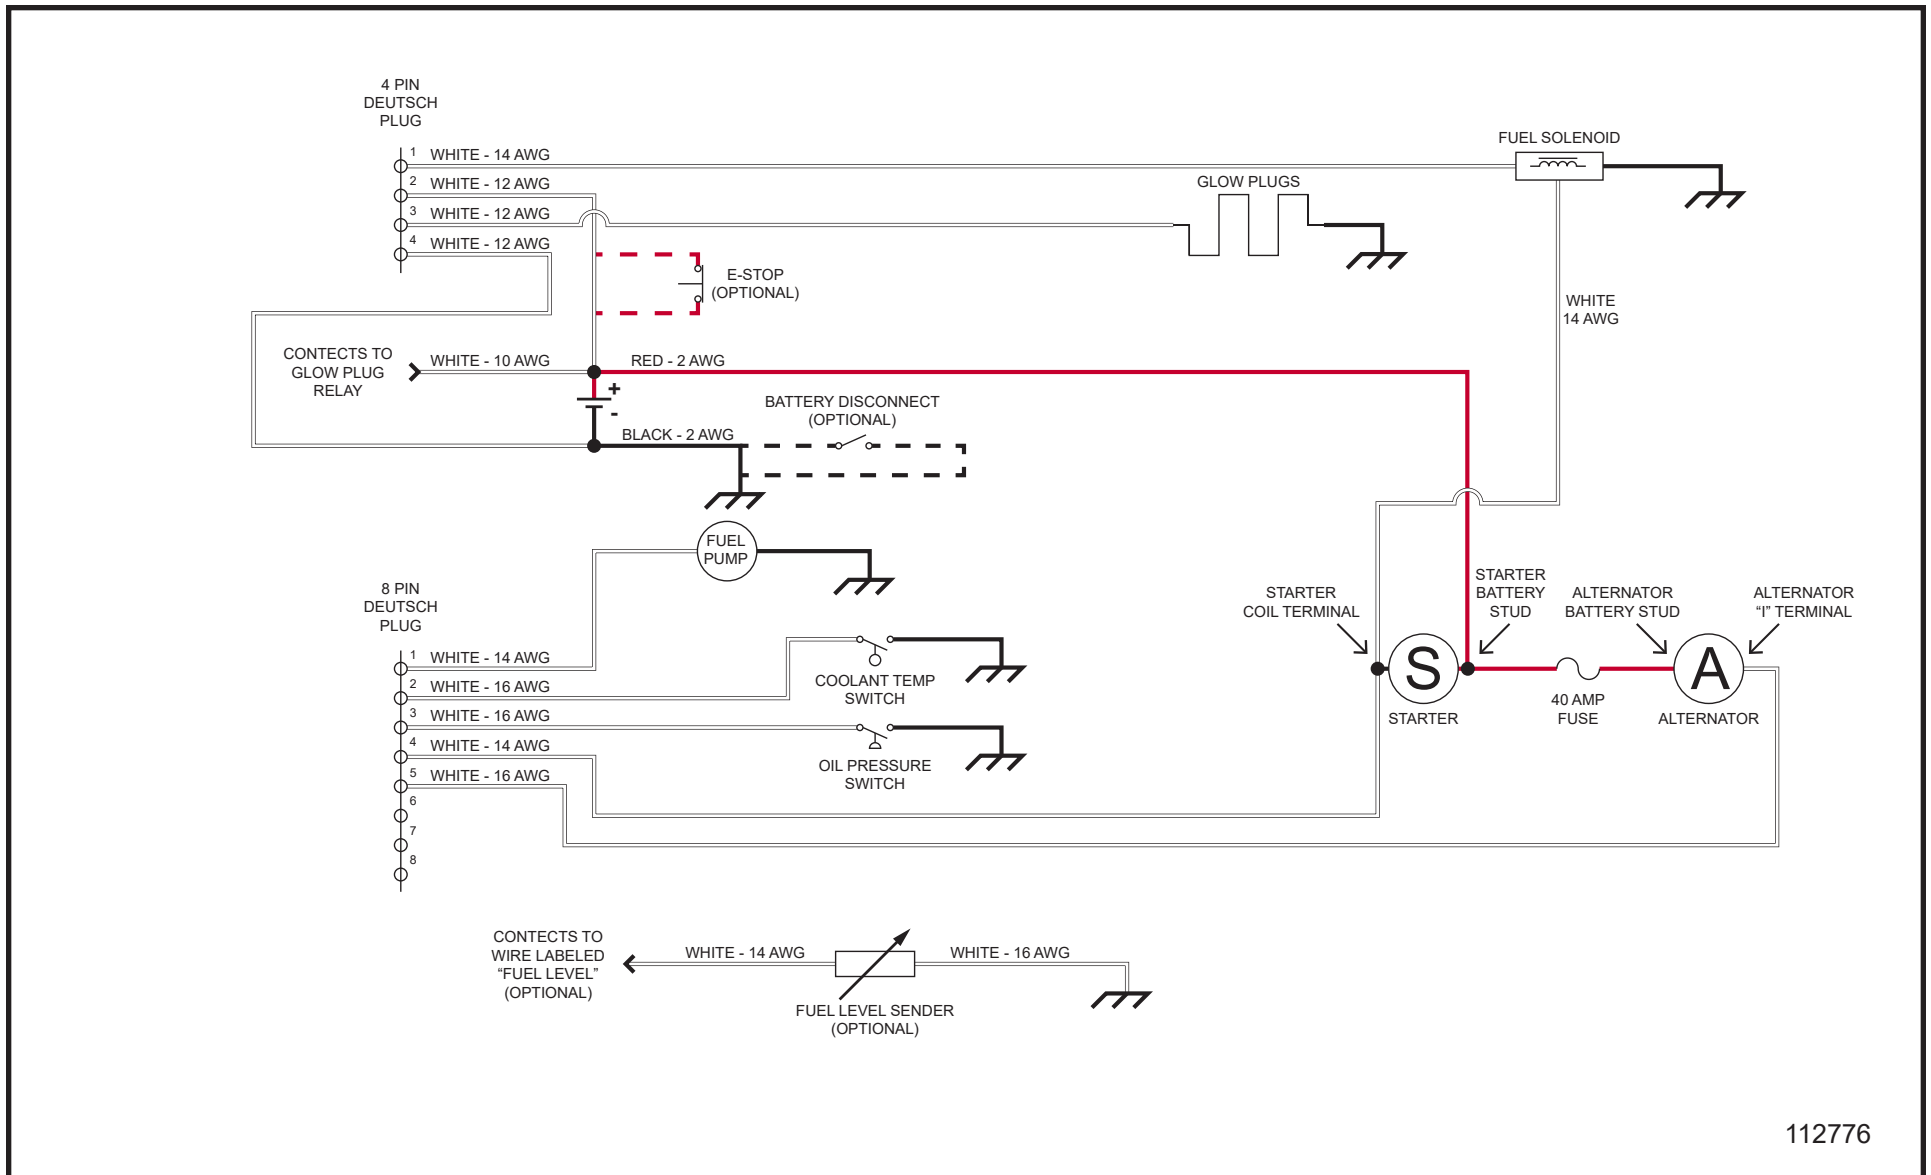 4 PIN
DEUTSCH
PLUG
1 WHITE - 14 AWG
2 WHITE - 12 AWG
3 WHITE - 12 AWG
4 WHITE - 12 AWG
FUEL SOLENOID
GLOW PLUGS
E-STOP
(OPTIONAL)
WHITE
14 AWG
CONTECTS TO
GLOW PLUG
RELAY
WHITE - 10 AWG
RED - 2 AWG
+
-
BATTERY DISCONNECT
(OPTIONAL)
BLACK - 2 AWG
FUEL
PUMP
8 PIN
DEUTSCH
PLUG
1 WHITE - 14 AWG
2 WHITE - 16 AWG
3 WHITE - 16 AWG
4 WHITE - 14 AWG
5 WHITE - 16 AWG
6
7
8
COOLANT TEMP
SWITCH
OIL PRESSURE
SWITCH
STARTER
COIL TERMINAL
STARTER
BATTERY
STUD
ALTERNATOR
BATTERY STUD
ALTERNATOR
“I” TERMINAL
S
A
STARTER
40 AMP
FUSE
ALTERNATOR
CONTECTS TO
WIRE LABELED
“FUEL LEVEL”
(OPTIONAL)
WHITE - 14 AWG
WHITE - 16 AWG
FUEL LEVEL SENDER
(OPTIONAL)
112776